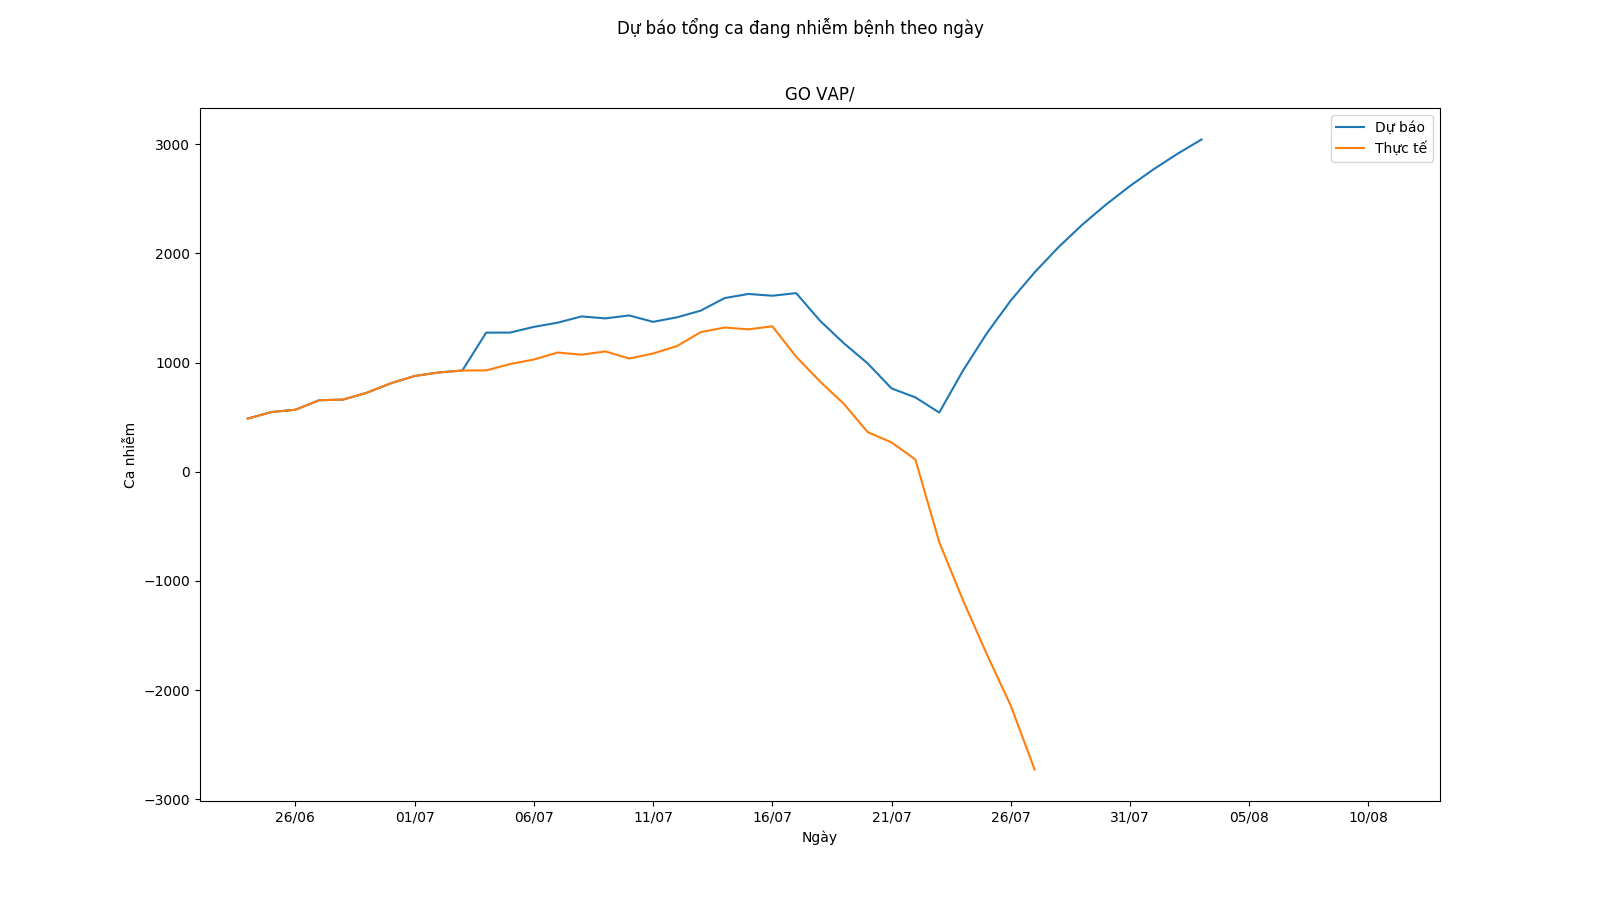 Dự báo tổng ca đang nhiễm bệnh theo ngày
GO VAP/
Dự báo
Thực tế
3000
2000
1000
0
−1000
−2000
−3000
Ca nhiễm
26/06
01/07
06/07
11/07
16/07
21/07
26/07
31/07
05/08
10/08
Ngày